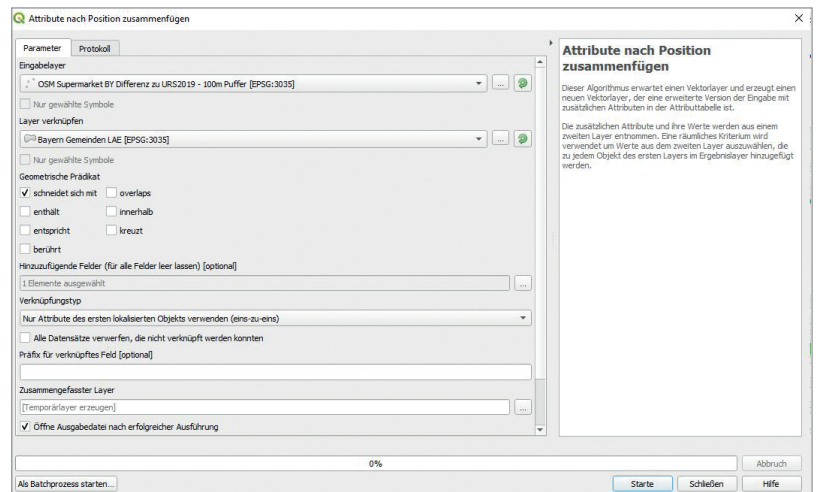 Attribute nach Position zusammenfügen
Parameter Protokoll
Eingabelayer
OSM Supermarket BY Differenz zu URS2019 - 100m Puffer [EPSG:3035]
...
Nur gewählte Symbole
Layer verknüpfen
Bayern Gemeinden LAE [EPSG:3035]
...
Nur gewählte Symbole
Geometrische Prädikat
schneidet sich mit overlaps
enthält innerhalb
entspricht kreuzt
berührt
Hinzuzufügende Felder (für alle Felder leer lassen) [optional]
1 Elemente ausgewählt
...
Verknüpfungstyp
Nur Attribute des ersten lokalisierten Objekts verwenden (eins-zu-eins)
Alle Datensätze verwerfen, die nicht verknüpft werden konnten
Präfix für verknüpftes Feld [optional]
Zusammengefasster Layer
[Temporärlayer erzeugen]
...
Öffne Ausgabedatei nach erfolgreicher Ausführung
Attribute nach Position
zusammenfügen
Dieser Algorithmus erwartet einen Vektorlayer und erzeugt einen
neuen Vektorlayer, der eine erweiterte Version der Eingabe mit
zusätzlichen Attributen in der Attributtabelle ist.
Die zusätzlichen Attribute und ihre Werte werden aus einem
zweiten Layer entnommen. Eine räumliches Kriterium wird
verwendet um Werte aus dem zweiten Layer auszuwählen, die
zu jedem Objekt des ersten Layers im Ergebnislayer hinzugefügt
werden.
0%
Abbruch
Als Batchprozess starten...
Starte Schließen Hilfe